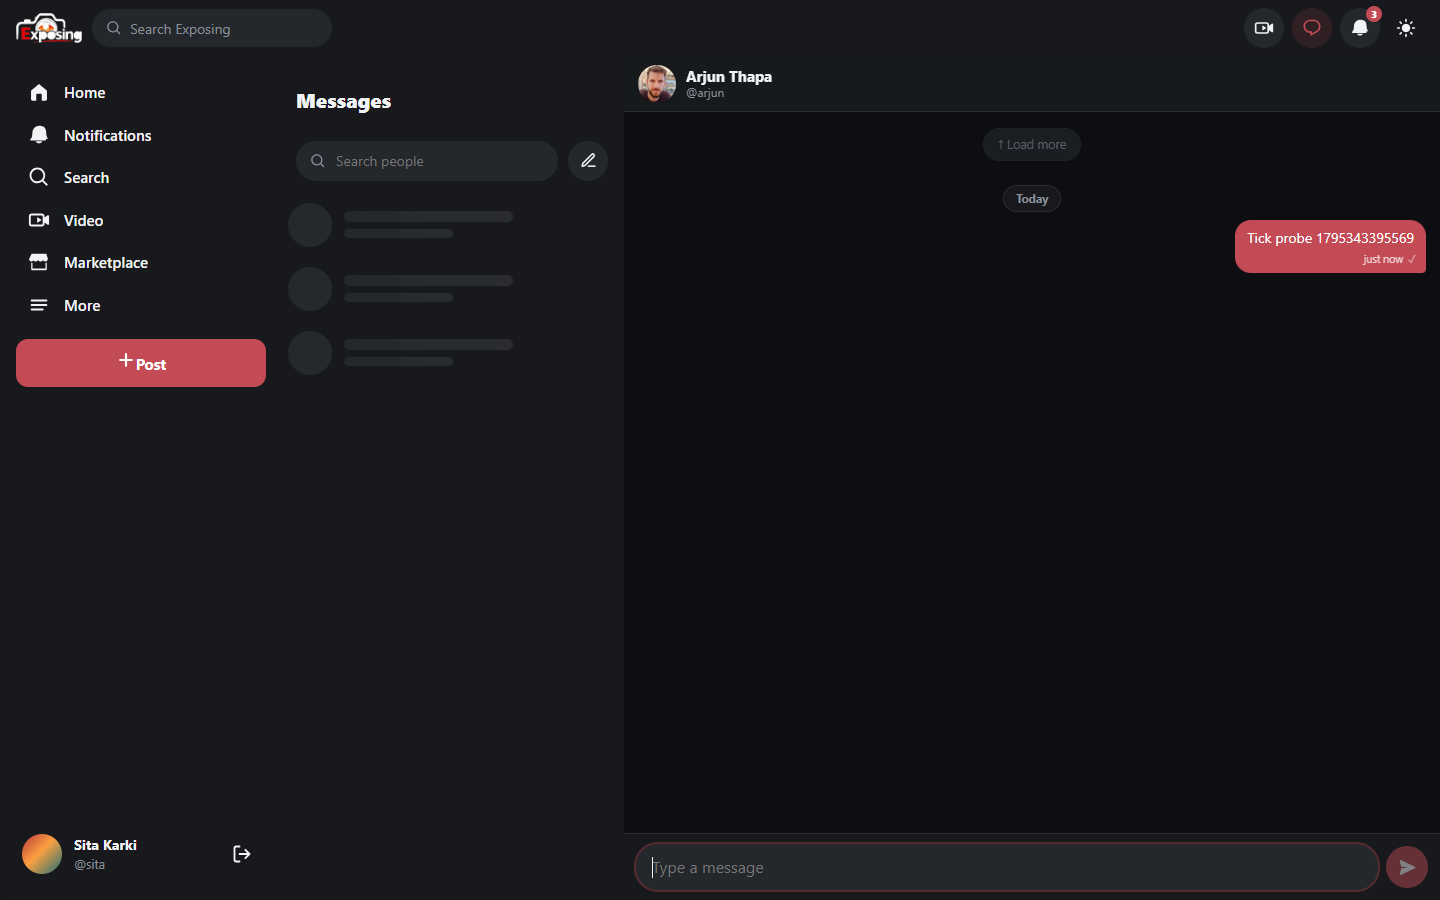 Exposing
Search Exposing
3
Home
Notifications
Search
Video
Marketplace
More
+ Post
Sita Karki
@sita
Messages
Search people
Arjun Thapa
@arjun
↑ Load more
Today
Tick probe 1795343395569
just now ✓
Type a message